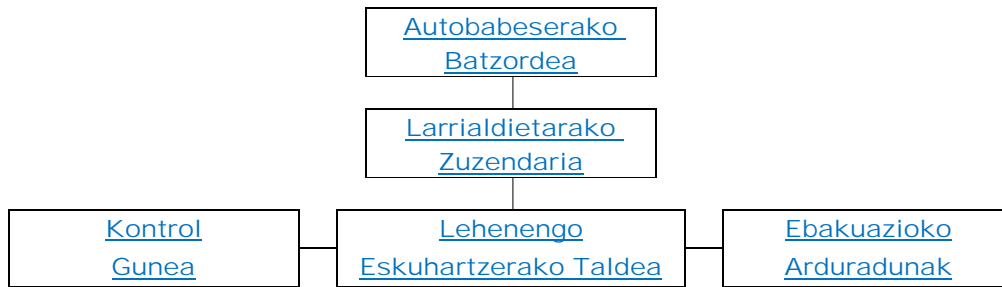 Autobabeserako
Batzordea
Larrialdietarako
Zuzendaria
Kontrol
Gunea
Lehenengo
Eskuhartzerako Taldea
Ebakuazioko
Arduradunak